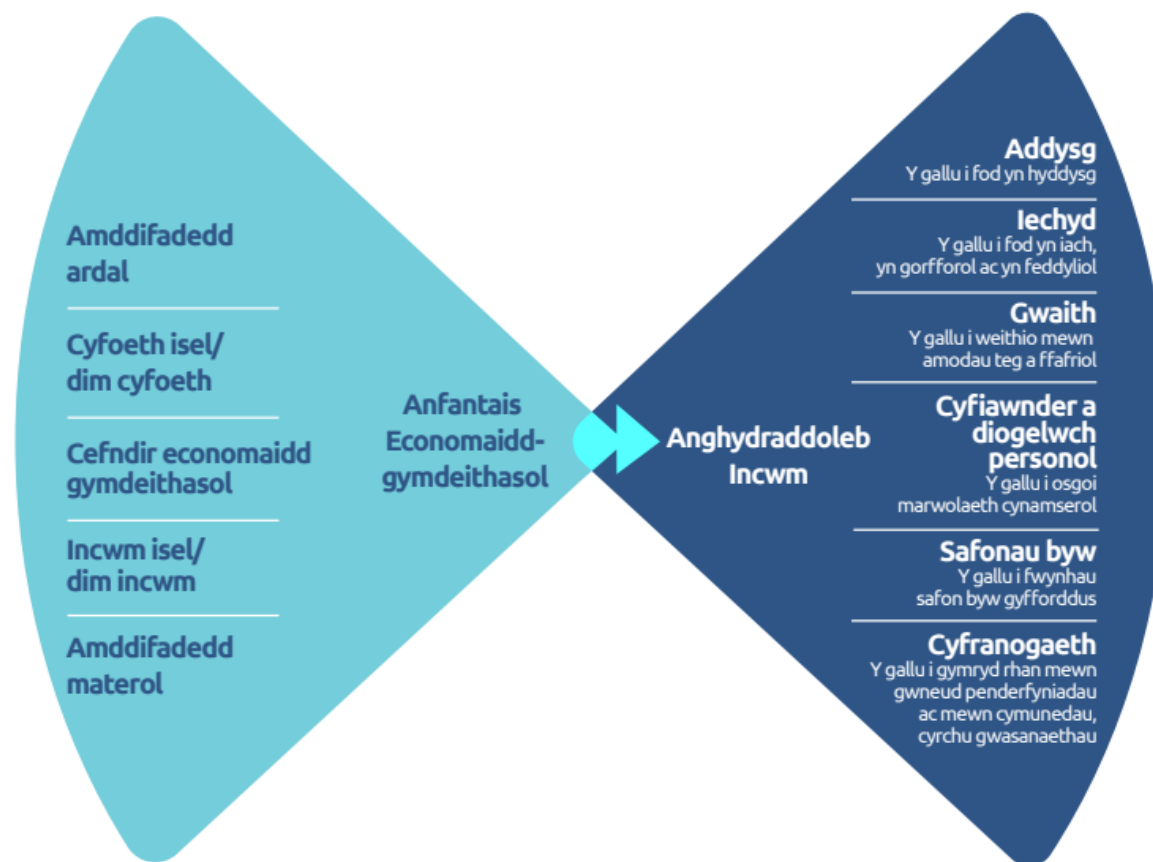 Amddifadedd
ardal
Cyfoeth isel/
dim cyfoeth
Cefndir economaidd
gymdeithasol
Incwm isel/
dim incwm
Amddifadedd
materol
Anfantais
Economaidd-
gymdeithasol
Anghydraddoleb
Incwm
Addysg
Y gallu i fod yn hyddysg
Iechyd
Y gallu i fod yn iach,
yn gorfforol ac yn feddyliol
Gwaith
Y gallu i weithio mewn
amodau teg a ffafriol
Cyfiawnder a
diogelwch
personol
Y gallu i osgoi
marwolaeth cynamserol
Safonau byw
Y gallu i fwynhau
safon byw gyfforddus
Cyfranogaeth
Y gallu i gymryd rhan mewn
gwneud penderfyniadau
ac mewn cymunedau,
cyrchu gwasanaethau